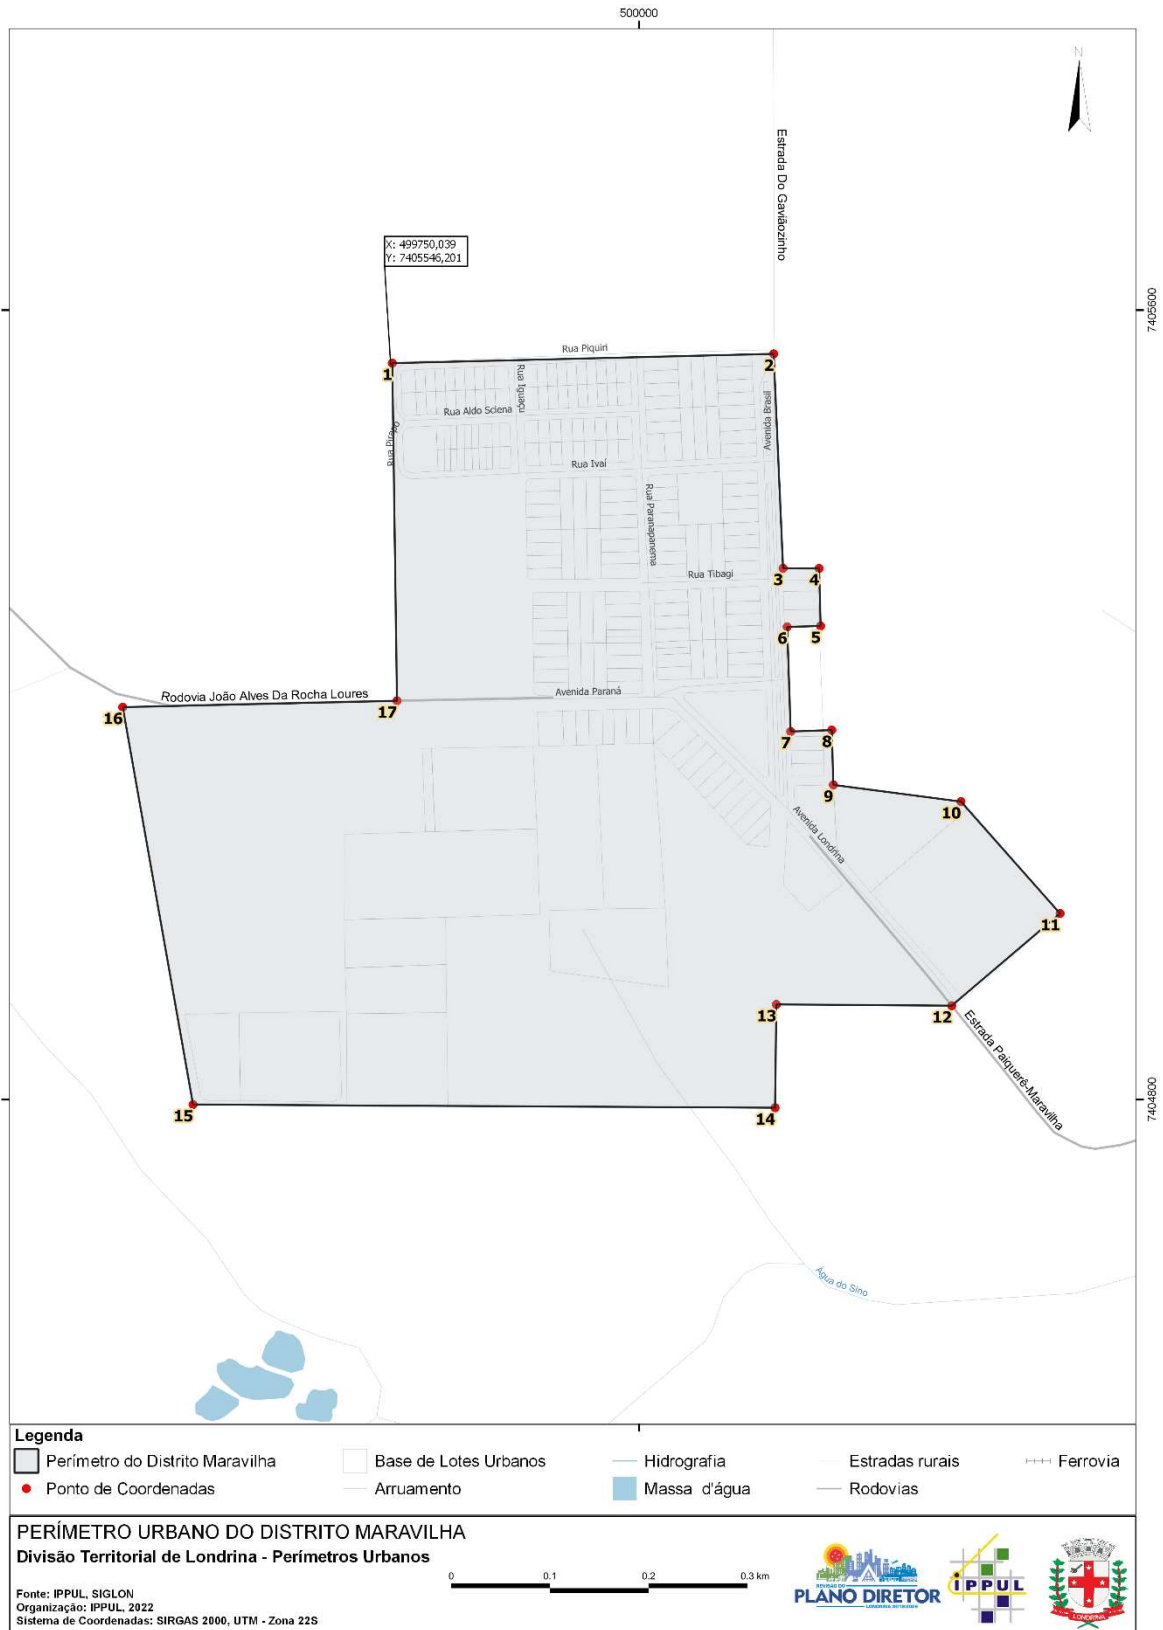 500000
N
Estrada Do Gaviãozinho
X: 499750,039
Y: 7405546,201
7405600
Rua Piquiri
1
2
Rua Iguaçu
Rua Aldo Sciena
Avenida Brasil
Rua Pirapó
Rua Ivaí
Rua Paranapanema
Rua Tibagi
3
4
5
6
Rodovia João Alves Da Rocha Loures
Avenida Paraná
16
17
7
8
9
10
Avenida Londrina
11
12
13
Estrada Paiquerê-Maravilha
14
15
7404800
Água do Sino
Legenda
Perímetro do Distrito Maravilha
Base de Lotes Urbanos
Hidrografia
Estradas rurais
Ferrovia
Ponto de Coordenadas
Arruamento
Massa d'água
Rodovias
PERÍMETRO URBANO DO DISTRITO MARAVILHA
Divisão Territorial de Londrina - Perímetros Urbanos
0 0.1 0.2 0.3 km
Fonte: IPPUL, SIGLON
Organização: IPPUL, 2022
Sistema de Coordenadas: SIRGAS 2000, UTM - Zona 22S
REVISÃO DO
PLANO DIRETOR
IPPUL
LONDRINA